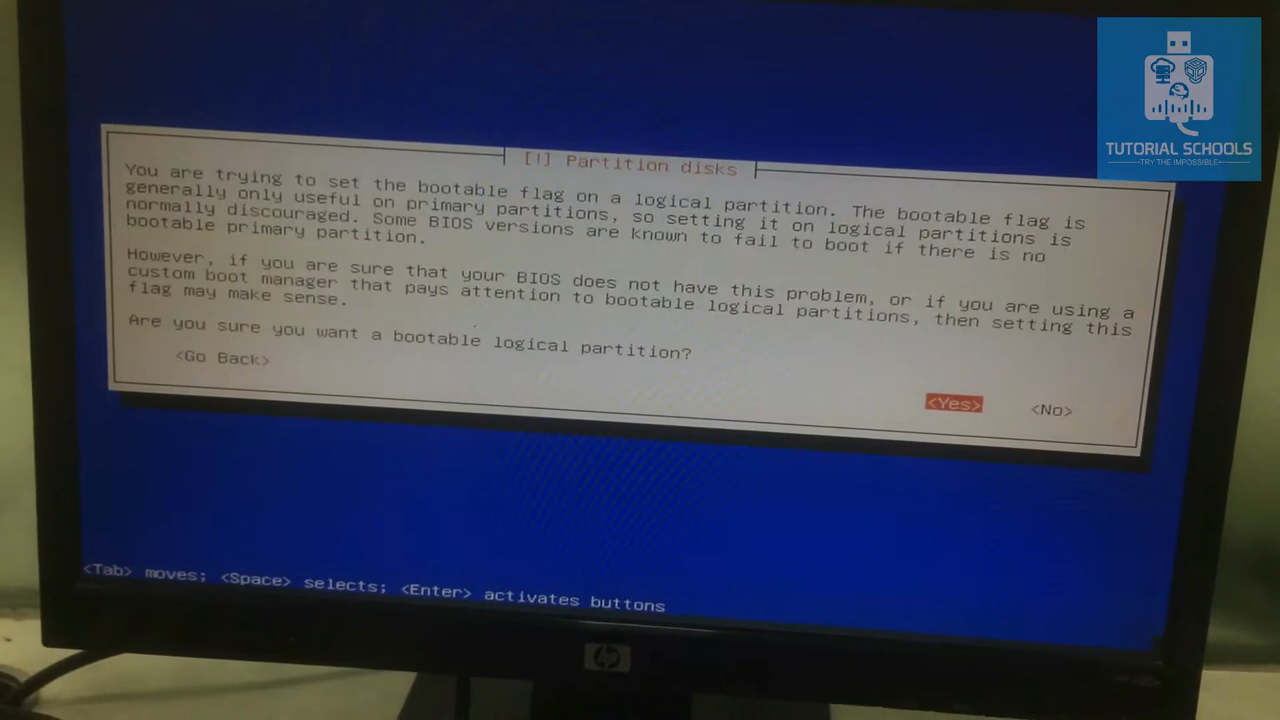 TUTORIAL SCHOOLS
TRY THE IMPOSSIBLE
[!] Partition disks
You are trying to set the bootable flag on a logical partition. The bootable flag is
generally only useful on primary partitions, so setting it on logical partitions is
normally discouraged. Some BIOS versions are known to fail to boot if there is no
bootable primary partition.
However, if you are sure that your BIOS does not have this problem, or if you are using a
custom boot manager that pays attention to bootable logical partitions, then setting this
flag may make sense.
Are you sure you want a bootable logical partition?
<Go Back>
<Yes> <No>
<Tab> moves; <Space> selects; <Enter> activates buttons
hp